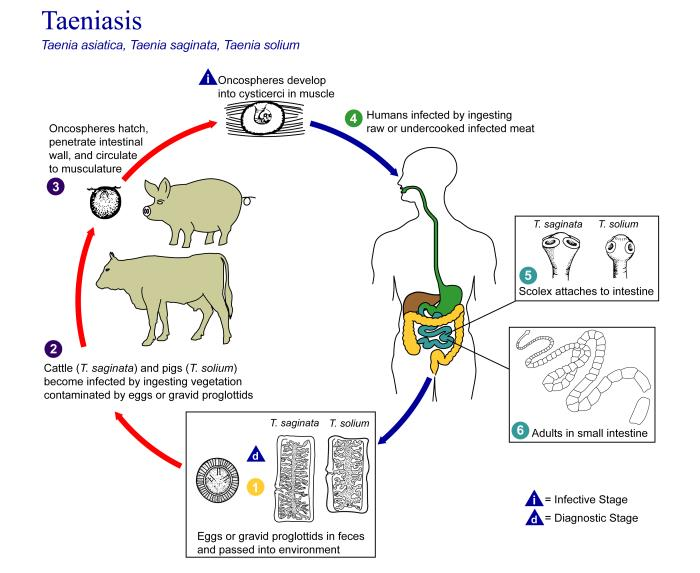 Taeniasis
Taenia asiatica, Taenia saginata, Taenia solium
i
Oncospheres develop
into cysticerci in muscle
4
Humans infected by ingesting
raw or undercooked infected meat
Oncospheres hatch,
penetrate intestinal
wall, and circulate
to musculature
3
T. saginata T. solium
5
Scolex attaches to intestine
2
Cattle (T. saginata) and pigs (T. solium)
become infected by ingesting vegetation
contaminated by eggs or gravid proglottids
6
Adults in small intestine
T. saginata T. solium
d
1
Eggs or gravid proglottids in feces
and passed into environment
i = Infective Stage
d = Diagnostic Stage